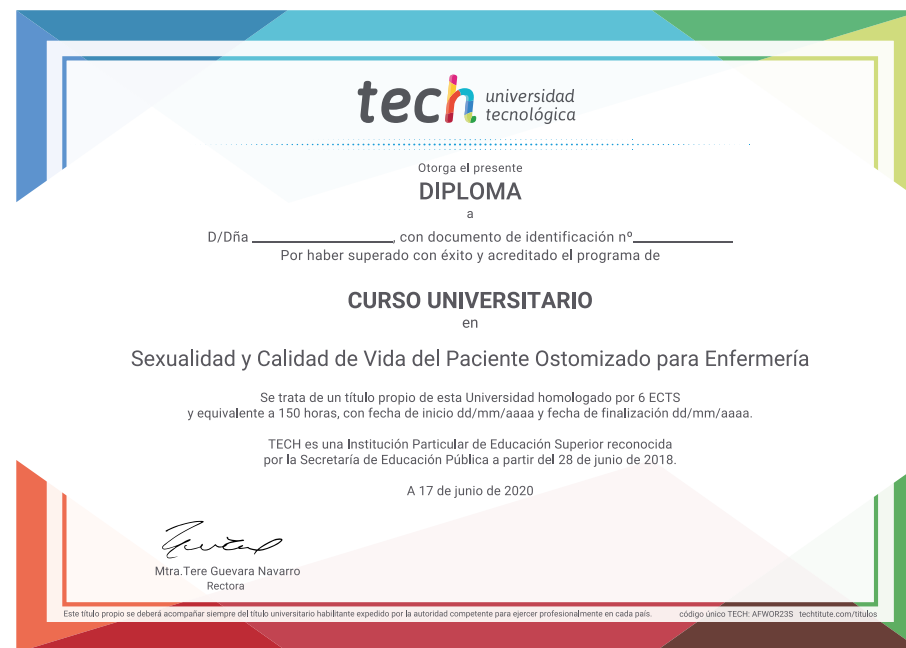 tech universidad
tecnológica
Otorga el presente
DIPLOMA
a
D/Dña ____________________, con documento de identificación nº______________
Por haber superado con éxito y acreditado el programa de
CURSO UNIVERSITARIO
en
Sexualidad y Calidad de Vida del Paciente Ostomizado para Enfermería
Se trata de un título propio de esta Universidad homologado por 6 ECTS
y equivalente a 150 horas, con fecha de inicio dd/mm/aaaa y fecha de finalización dd/mm/aaaa.
TECH es una Institución Particular de Educación Superior reconocida
por la Secretaría de Educación Pública a partir del 28 de junio de 2018.
A 17 de junio de 2020
Mtra.Tere Guevara Navarro
Rectora
Este título propio se deberá acompañar siempre del título universitario habilitante expedido por la autoridad competente para ejercer profesionalmente en cada país. código único TECH: AFWOR23S techtitute.com/titulos